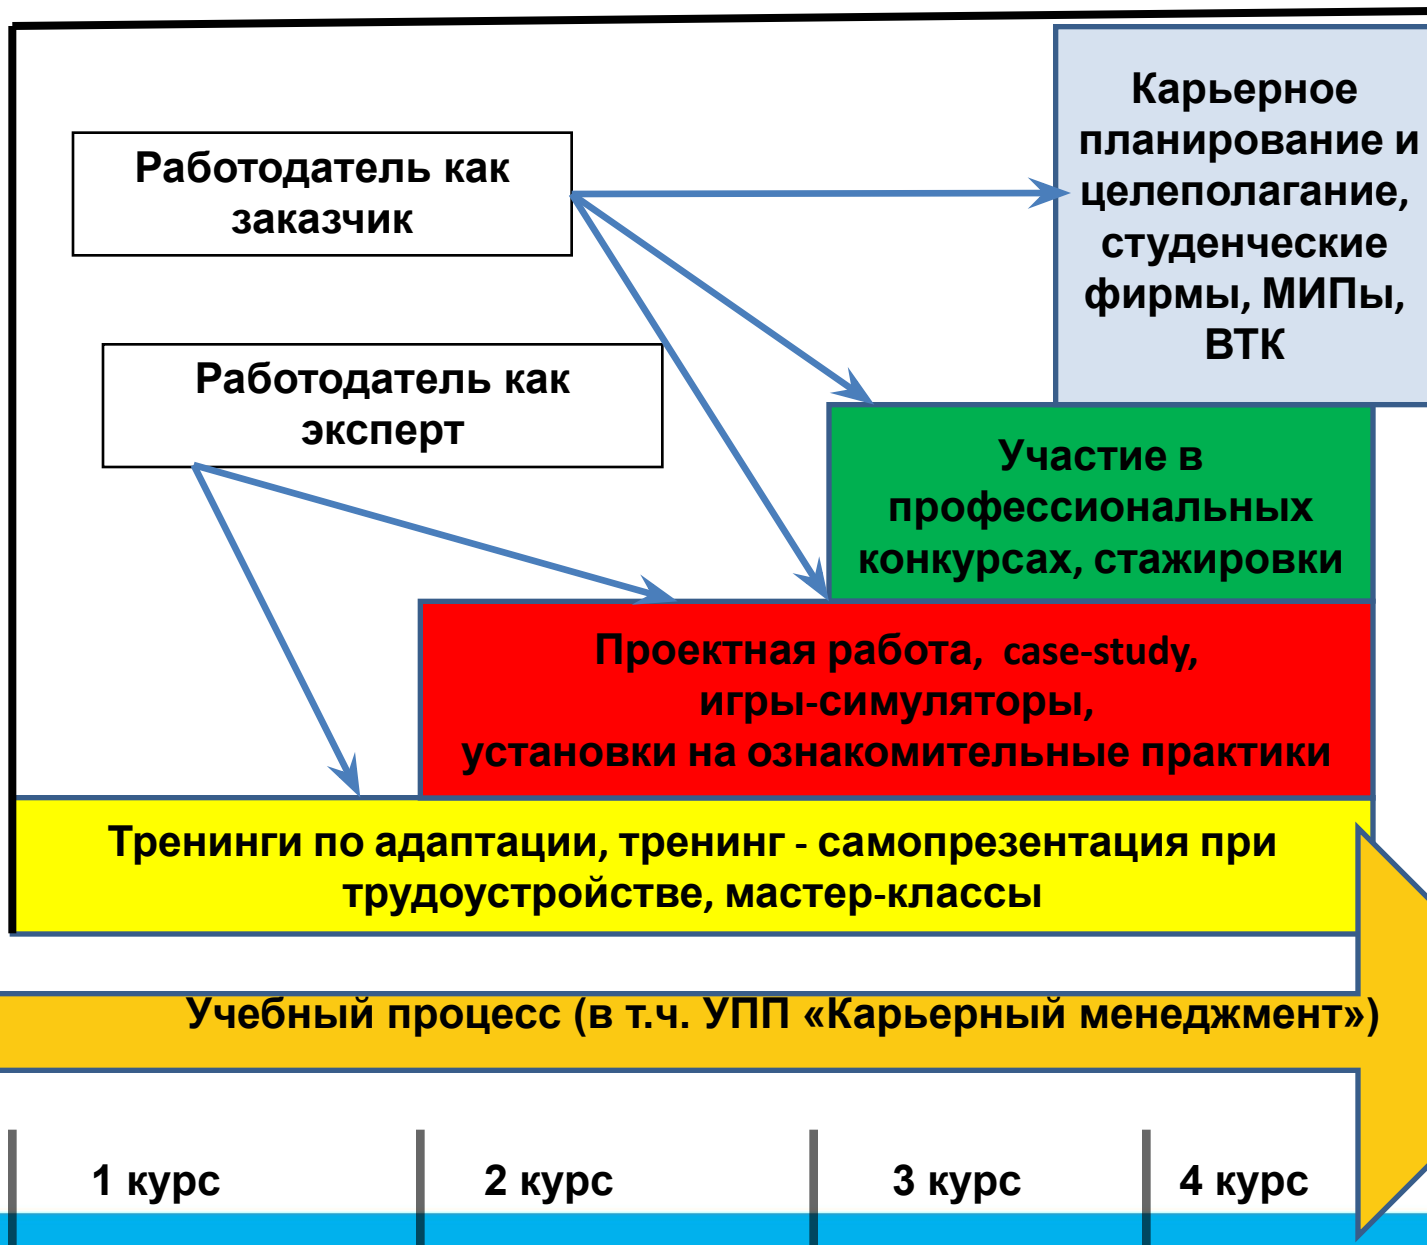 Карьерное
планирование и
целеполагание,
студенческие
фирмы, МИПы,
ВТК
Работодатель как
заказчик
Работодатель как
эксперт
Участие в
профессиональных
конкурсах, стажировки
Проектная работа, case-study,
игры-симуляторы,
установки на ознакомительные практики
Тренинги по адаптации, тренинг - самопрезентация при
трудоустройстве, мастер-классы
Учебный процесс (в т.ч. УПП «Карьерный менеджмент»)
1 курс
2 курс
3 курс
4 курс